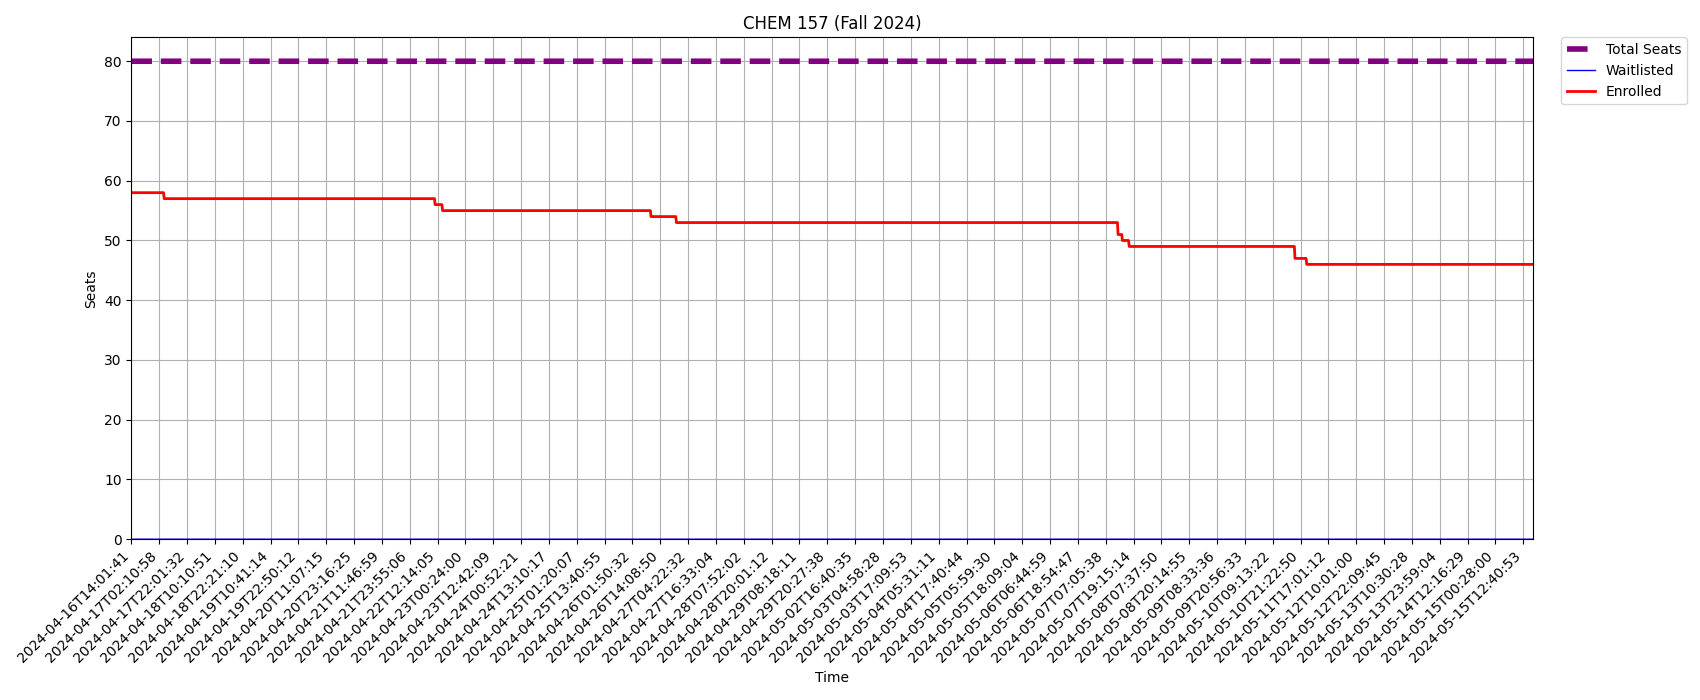 CHEM 157 (Fall 2024)
Total Seats
Waitlisted
Enrolled
Seats
80
70
60
50
40
30
20
10
0
2024-04-16T14:01:41
2024-04-17T02:10:58
2024-04-17T22:01:32
2024-04-18T10:10:51
2024-04-18T22:21:10
2024-04-19T10:41:14
2024-04-19T22:50:12
2024-04-20T11:07:15
2024-04-20T23:16:25
2024-04-21T11:46:59
2024-04-21T23:55:06
2024-04-22T12:14:05
2024-04-23T00:24:00
2024-04-23T12:42:09
2024-04-24T00:52:21
2024-04-24T13:10:17
2024-04-25T01:20:07
2024-04-25T13:40:55
2024-04-26T01:50:32
2024-04-26T14:08:50
2024-04-27T04:22:32
2024-04-27T16:33:04
2024-04-28T07:52:02
2024-04-28T20:01:12
2024-04-29T08:18:11
2024-04-29T20:27:38
2024-05-02T16:40:35
2024-05-03T04:58:28
2024-05-03T17:09:53
2024-05-04T05:31:11
2024-05-04T17:40:44
2024-05-05T05:59:30
2024-05-05T18:09:04
2024-05-06T06:44:59
2024-05-06T18:54:47
2024-05-07T07:05:38
2024-05-07T19:15:14
2024-05-08T07:37:50
2024-05-08T20:14:55
2024-05-09T08:33:36
2024-05-09T20:56:33
2024-05-10T09:13:22
2024-05-10T21:22:50
2024-05-11T17:01:12
2024-05-12T10:01:00
2024-05-12T22:09:45
2024-05-13T10:30:28
2024-05-13T23:59:04
2024-05-14T12:16:29
2024-05-15T00:28:00
2024-05-15T12:40:53
Time